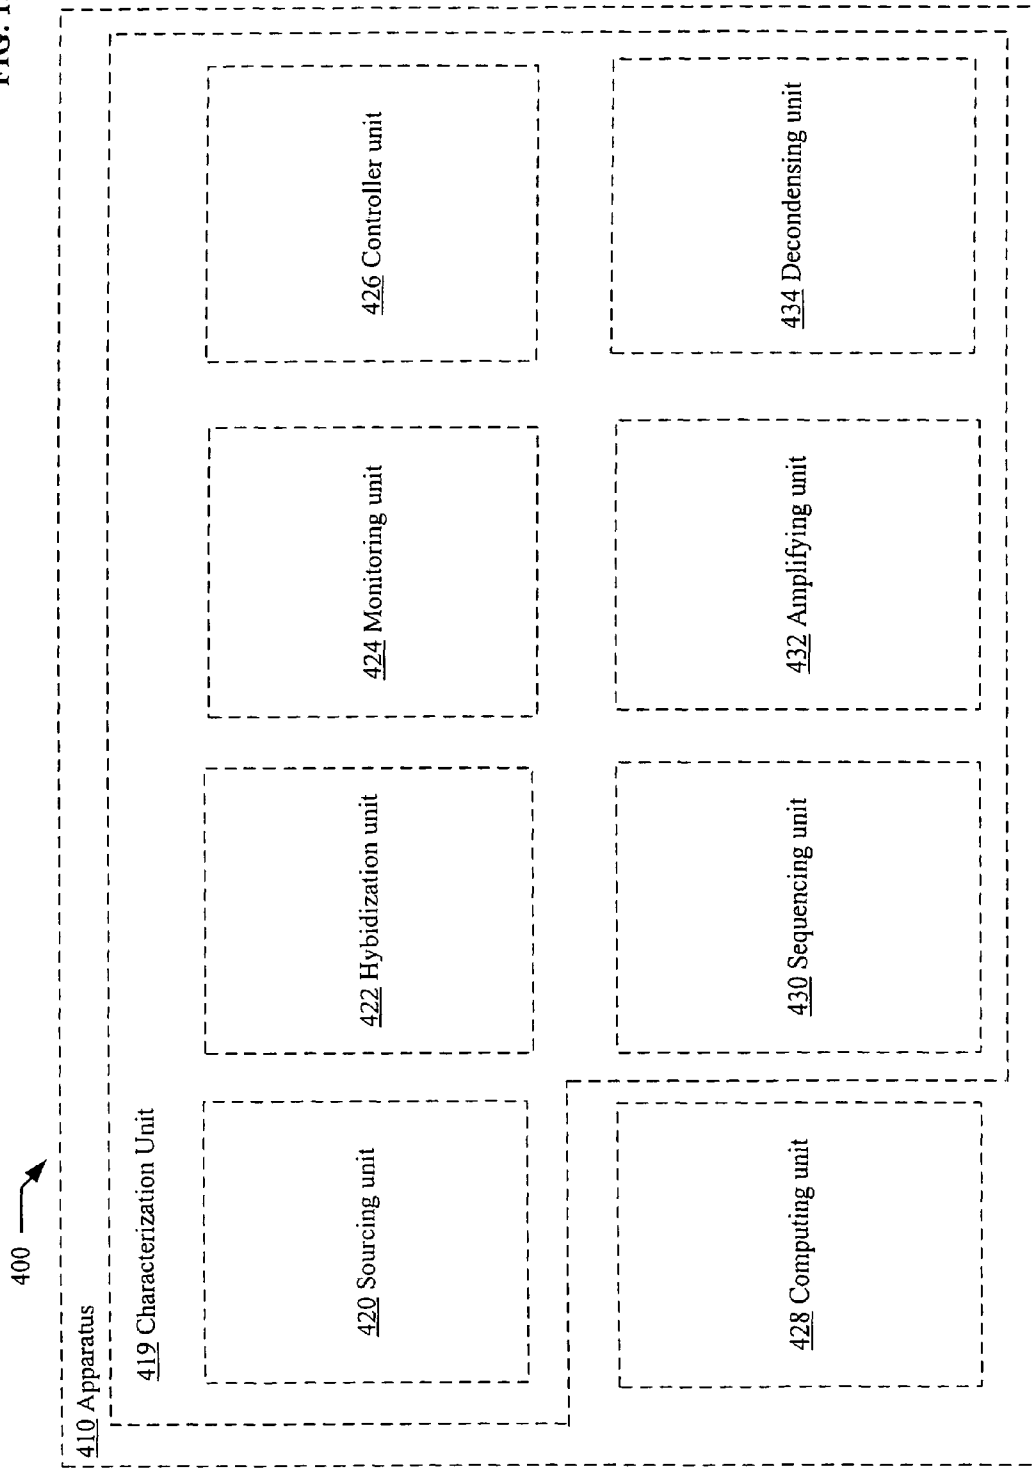 FIG. 1
400
410 Apparatus
419 Characterization Unit
420 Sourcing unit
422 Hybidization unit
424 Monitoring unit
426 Controller unit
428 Computing unit
430 Sequencing unit
432 Amplifying unit
434 Decondensing unit